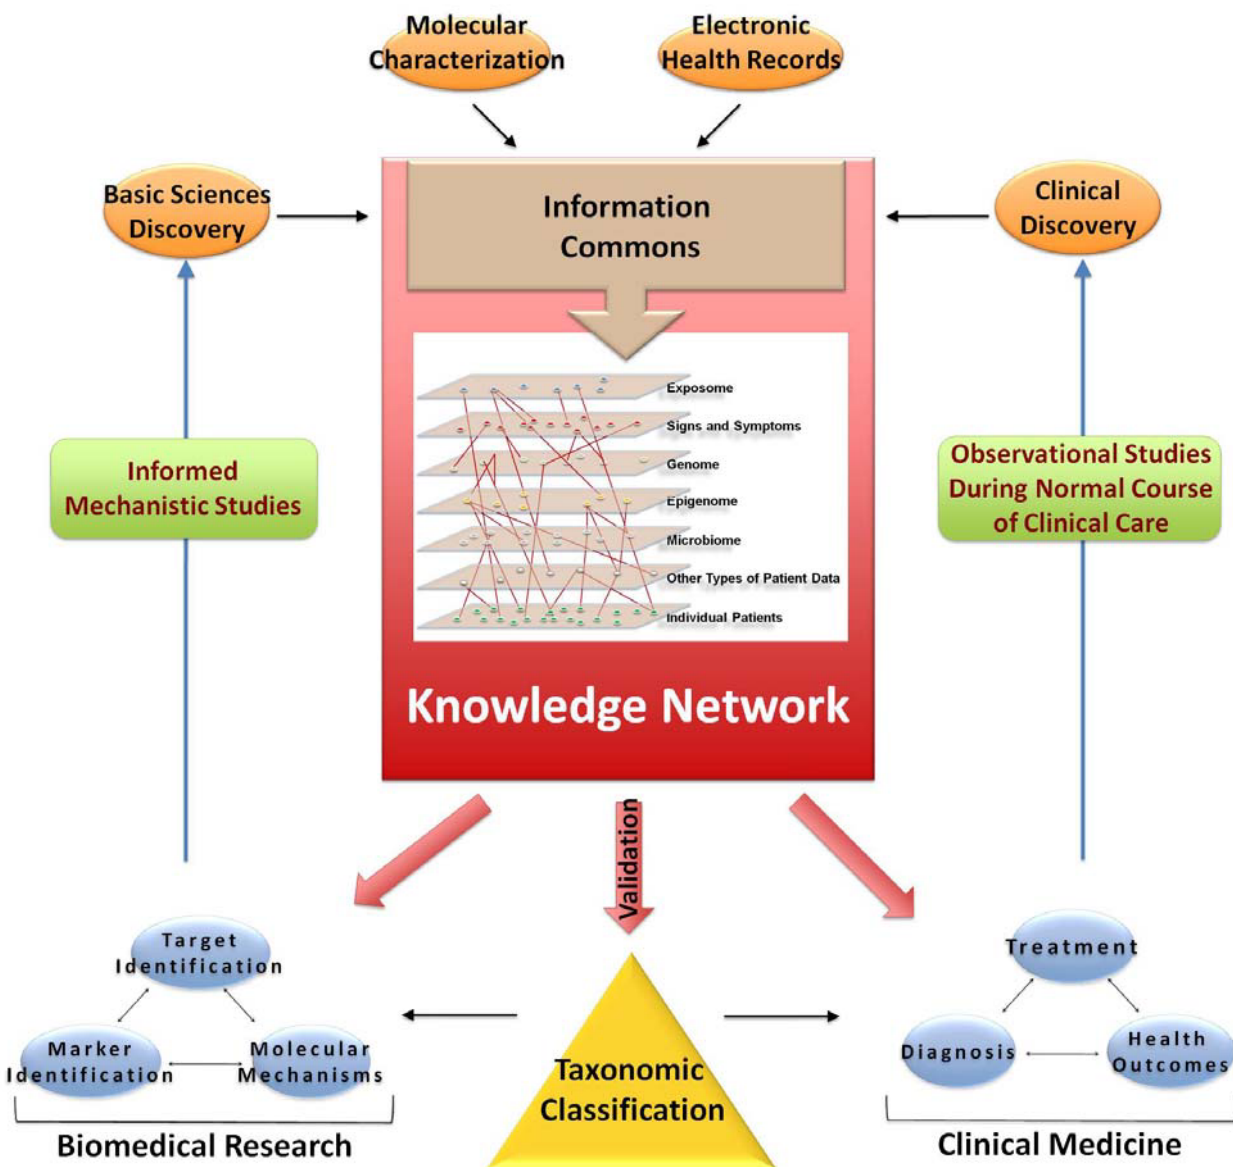 Molecular
Characterization
Electronic
Health Records
Basic Sciences
Discovery
Information
Commons
Clinical
Discovery
Exposome
Signs and Symptoms
Genome
Epigenome
Microbiome
Other Types of Patient Data
Individual Patients
Informed
Mechanistic Studies
Observational Studies
During Normal Course
of Clinical Care
Knowledge Network
Validation
Target
Identification
Marker
Identification
Molecular
Mechanisms
Biomedical Research
Taxonomic
Classification
Treatment
Diagnosis
Health
Outcomes
Clinical Medicine